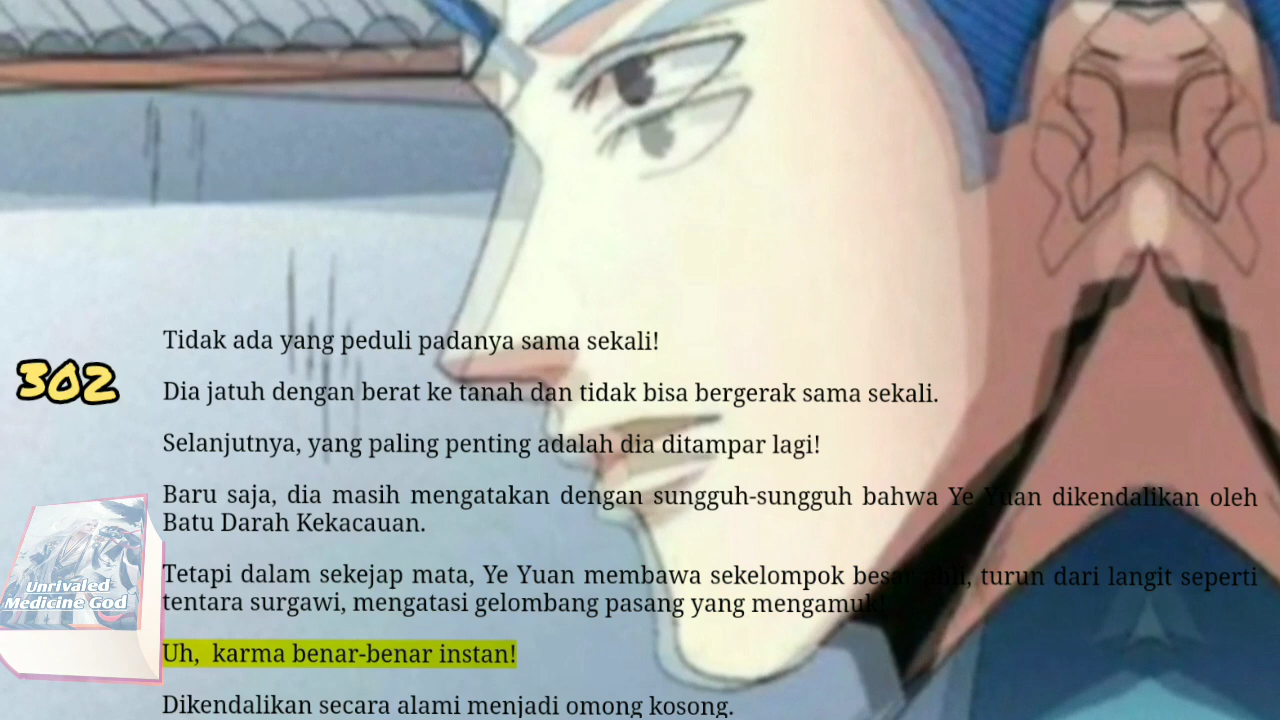 Tidak ada yang peduli padanya sama sekali!
302
Dia jatuh dengan berat ke tanah dan tidak bisa bergerak sama sekali.
Selanjutnya, yang paling penting adalah dia ditampar lagi!
Baru saja, dia masih mengatakan dengan sungguh-sungguh bahwa Ye Yuan dikendalikan oleh
Batu Darah Kekacauan.
Tetapi dalam sekejap mata, Ye Yuan membawa sekelompok besar ahli, turun dari langit seperti
tentara surgawi, mengatasi gelombang pasang yang mengamuk!
Unrivaled
Medicine God
Uh, karma benar-benar instan!
Dikendalikan secara alami menjadi omong kosong.